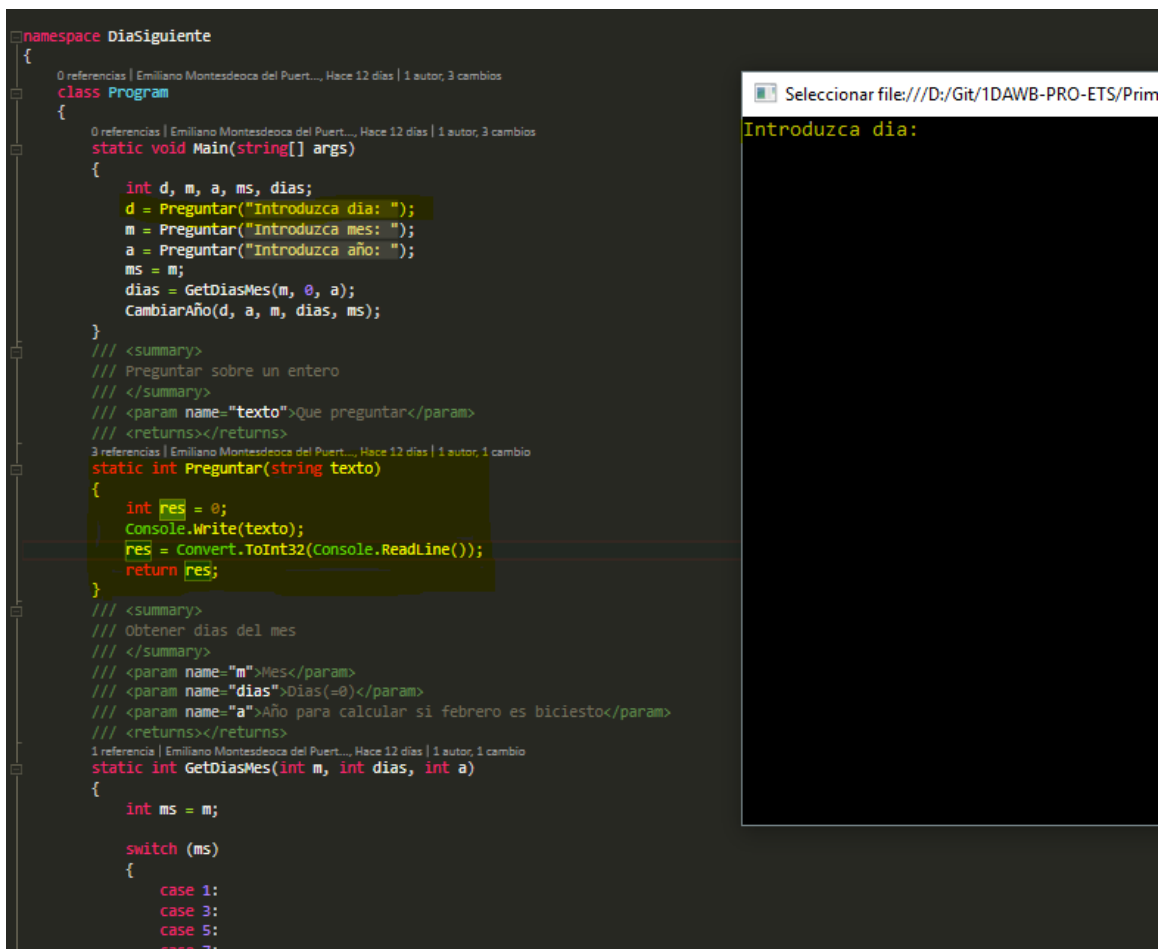 namespace DiaSiguiente
{
0 referencias | Emiliano Montesdeoca del Puert..., Hace 12 días | 1 autor, 3 cambios
class Program
{
0 referencias | Emiliano Montesdeoca del Puert..., Hace 12 días | 1 autor, 3 cambios
static void Main(string[] args)
{
int d, m, a, ms, dias;
d = Preguntar("Introduzca dia: ");
m = Preguntar("Introduzca mes: ");
a = Preguntar("Introduzca año: ");
ms = m;
dias = GetDiasMes(m, 0, a);
CambiarAño(d, a, m, dias, ms);
}
/// <summary>
/// Preguntar sobre un entero
/// </summary>
/// <param name="texto">Que preguntar</param>
/// <returns></returns>
3 referencias | Emiliano Montesdeoca del Puert..., Hace 12 días | 1 autor, 1 cambio
static int Preguntar(string texto)
{
int res = 0;
Console.Write(texto);
res = Convert.ToInt32(Console.ReadLine());
return res;
}
/// <summary>
/// Obtener dias del mes
/// </summary>
/// <param name="m">Mes</param>
/// <param name="dias">Dias(=0)</param>
/// <param name="a">Año para calcular si febrero es biciesto</param>
/// <returns></returns>
1 referencia | Emiliano Montesdeoca del Puert..., Hace 12 días | 1 autor, 1 cambio
static int GetDiasMes(int m, int dias, int a)
{
int ms = m;
switch (ms)
{
case 1:
case 3:
case 5:
case 7:
Seleccionar file:///D:/Git/1DAWB-PRO-ETS/Prim
Introduzca dia: